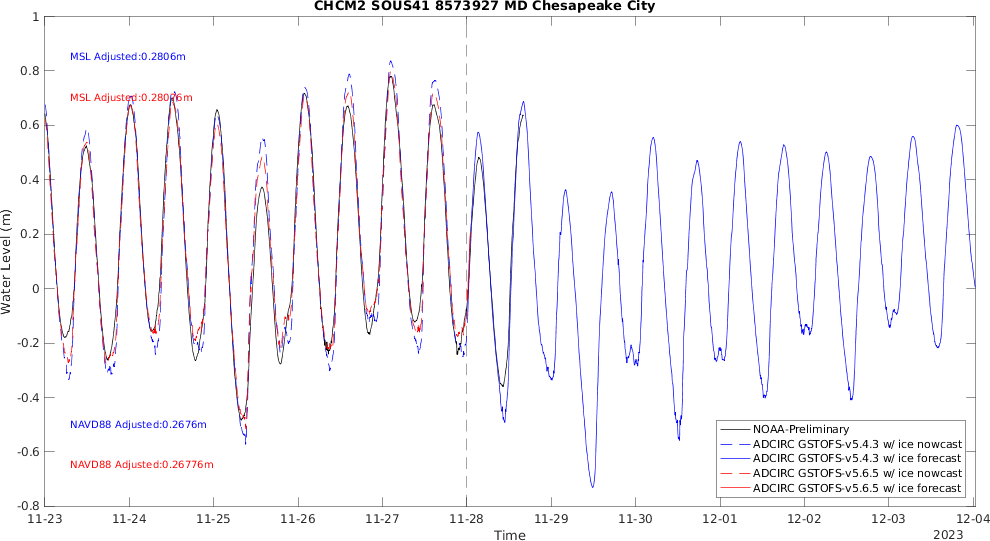 CHCM2 SOUS41 8573927 MD Chesapeake City
1
0.8
0.6
0.4
0.2
0
-0.2
-0.4
-0.6
-0.8
Water Level (m)
MSL Adjusted:0.2806m
MSL Adjusted:0.28076m
NAVD88 Adjusted:0.2676m
NAVD88 Adjusted:0.26776m
NOAA-Preliminary
ADCIRC GSTOFS-v5.4.3 w/ ice nowcast
ADCIRC GSTOFS-v5.4.3 w/ ice forecast
ADCIRC GSTOFS-v5.6.5 w/ ice nowcast
ADCIRC GSTOFS-v5.6.5 w/ ice forecast
11-23 11-24 11-25 11-26 11-27 11-28 11-29 11-30 12-01 12-02 12-03 12-04
Time
2023